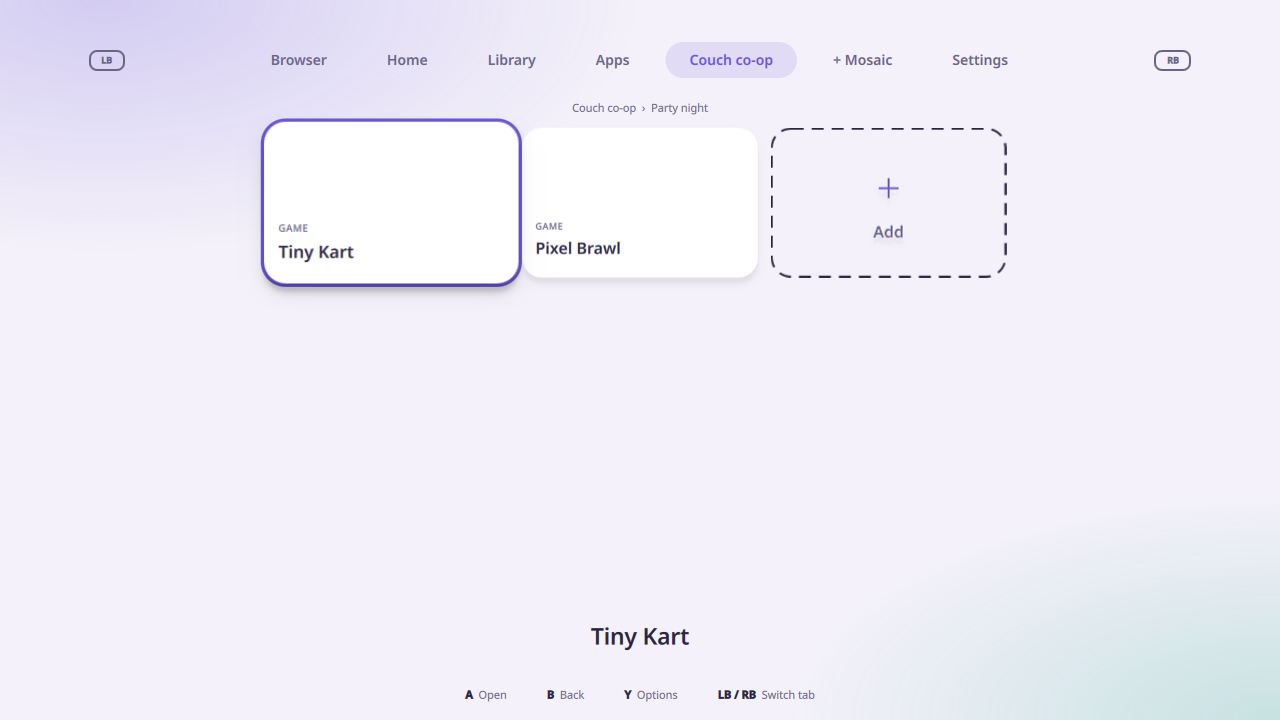 LB Browser Home Library Apps Couch co-op + Mosaic Settings RB
Couch co-op › Party night
GAME
Tiny Kart
GAME
Pixel Brawl
+
Add
Tiny Kart
A Open B Back Y Options LB / RB Switch tab